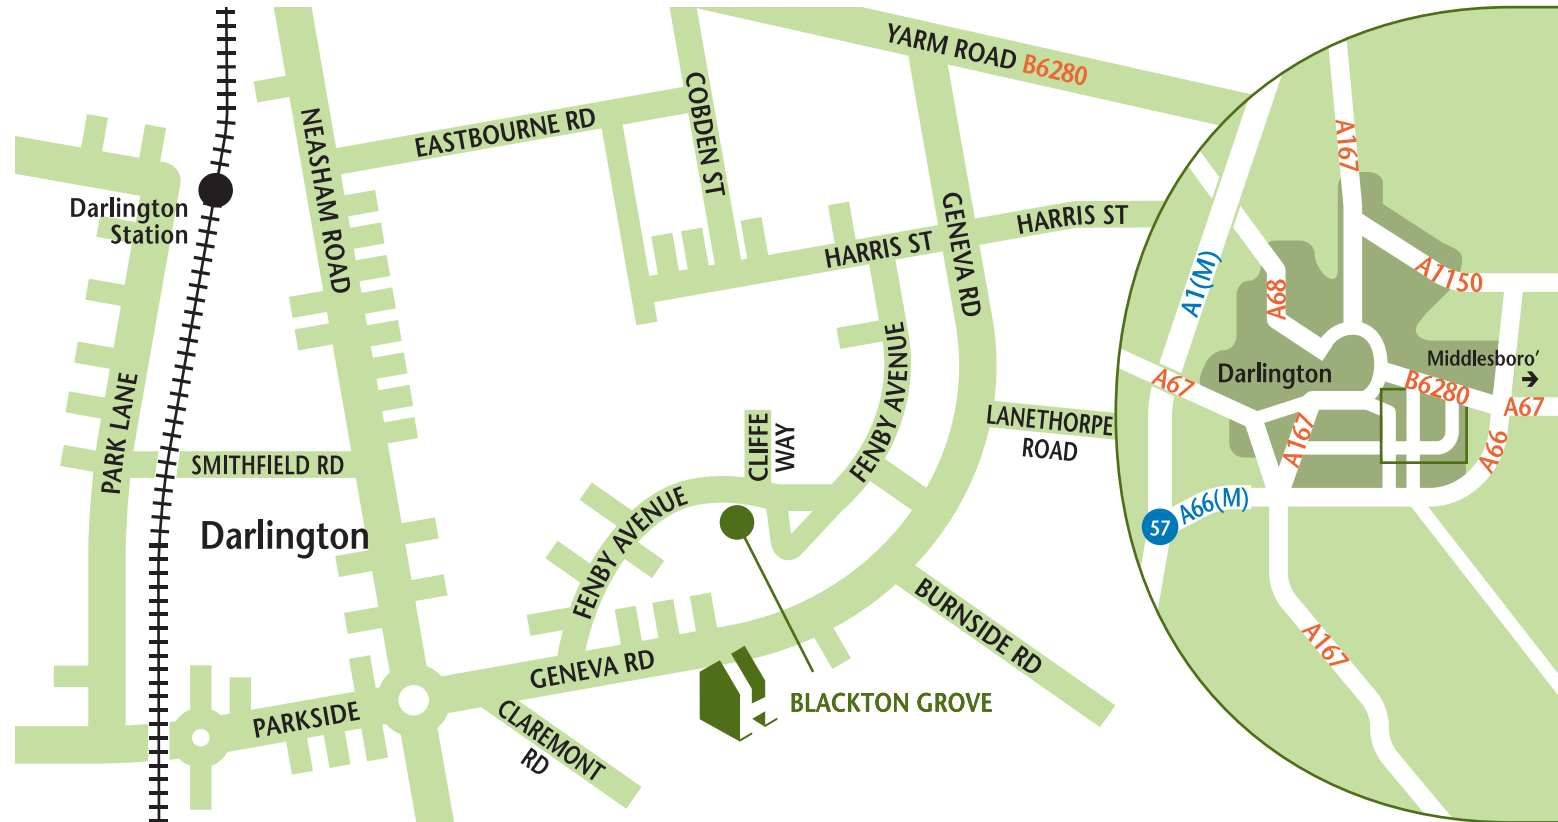 YARM ROAD B6280
COBDEN ST
EASTBOURNE RD
NEASHAM ROAD
Darlington
Station
GENEVA RD
HARRIS ST
HARRIS ST
FENBY AVENUE
LANETHORPE
ROAD
PARK LANE
SMITHFIELD RD
CLIFFE
WAY
Darlington
FENBY AVENUE
BURNSIDE RD
GENEVA RD
BLACKTON GROVE
PARKSIDE
CLAREMONT
RD
A167
A1(M)
A68
A1150
Middlesboro'
Darlington
A67
B6280
A67
A167
A66
A66(M)
57
A167